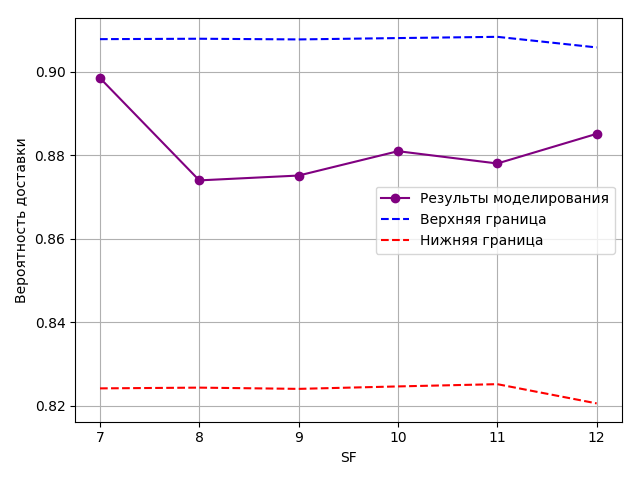 0.90
0.88
0.86
0.84
0.82
Вероятность доставки
7 8 9 10 11 12
SF
Результы моделирования
Верхняя граница
Нижняя граница